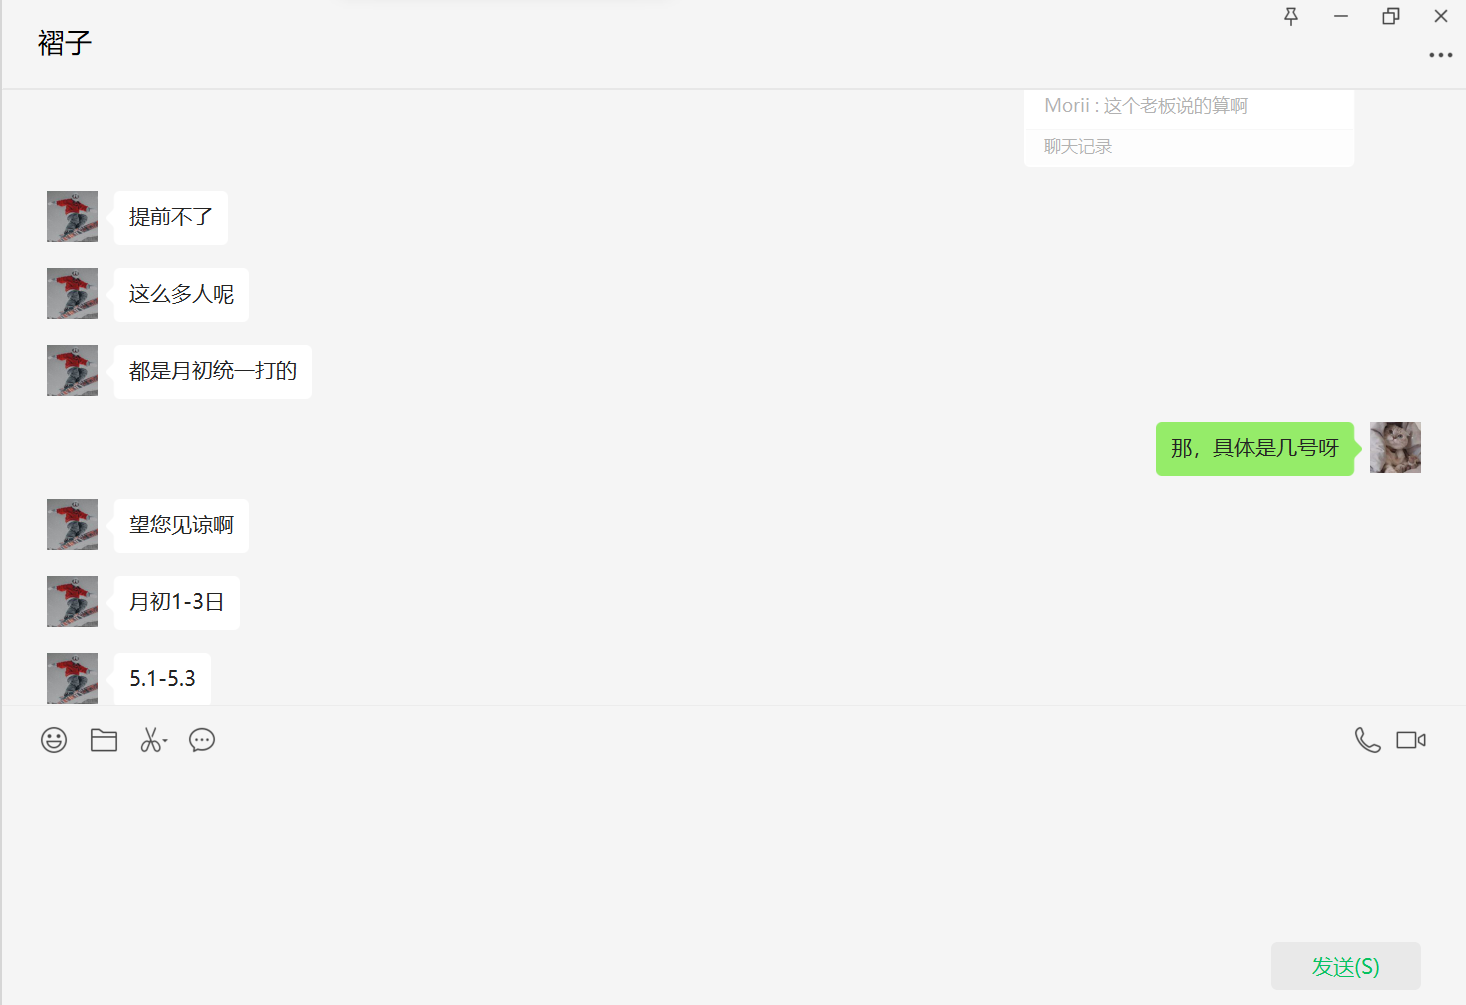 褶子
Morii : 这个老板说的算啊
聊天记录
提前不了
这么多人呢
都是月初统一打的
那，具体是几号呀
望您见谅啊
月初1-3日
5.1-5.3
发送(S)